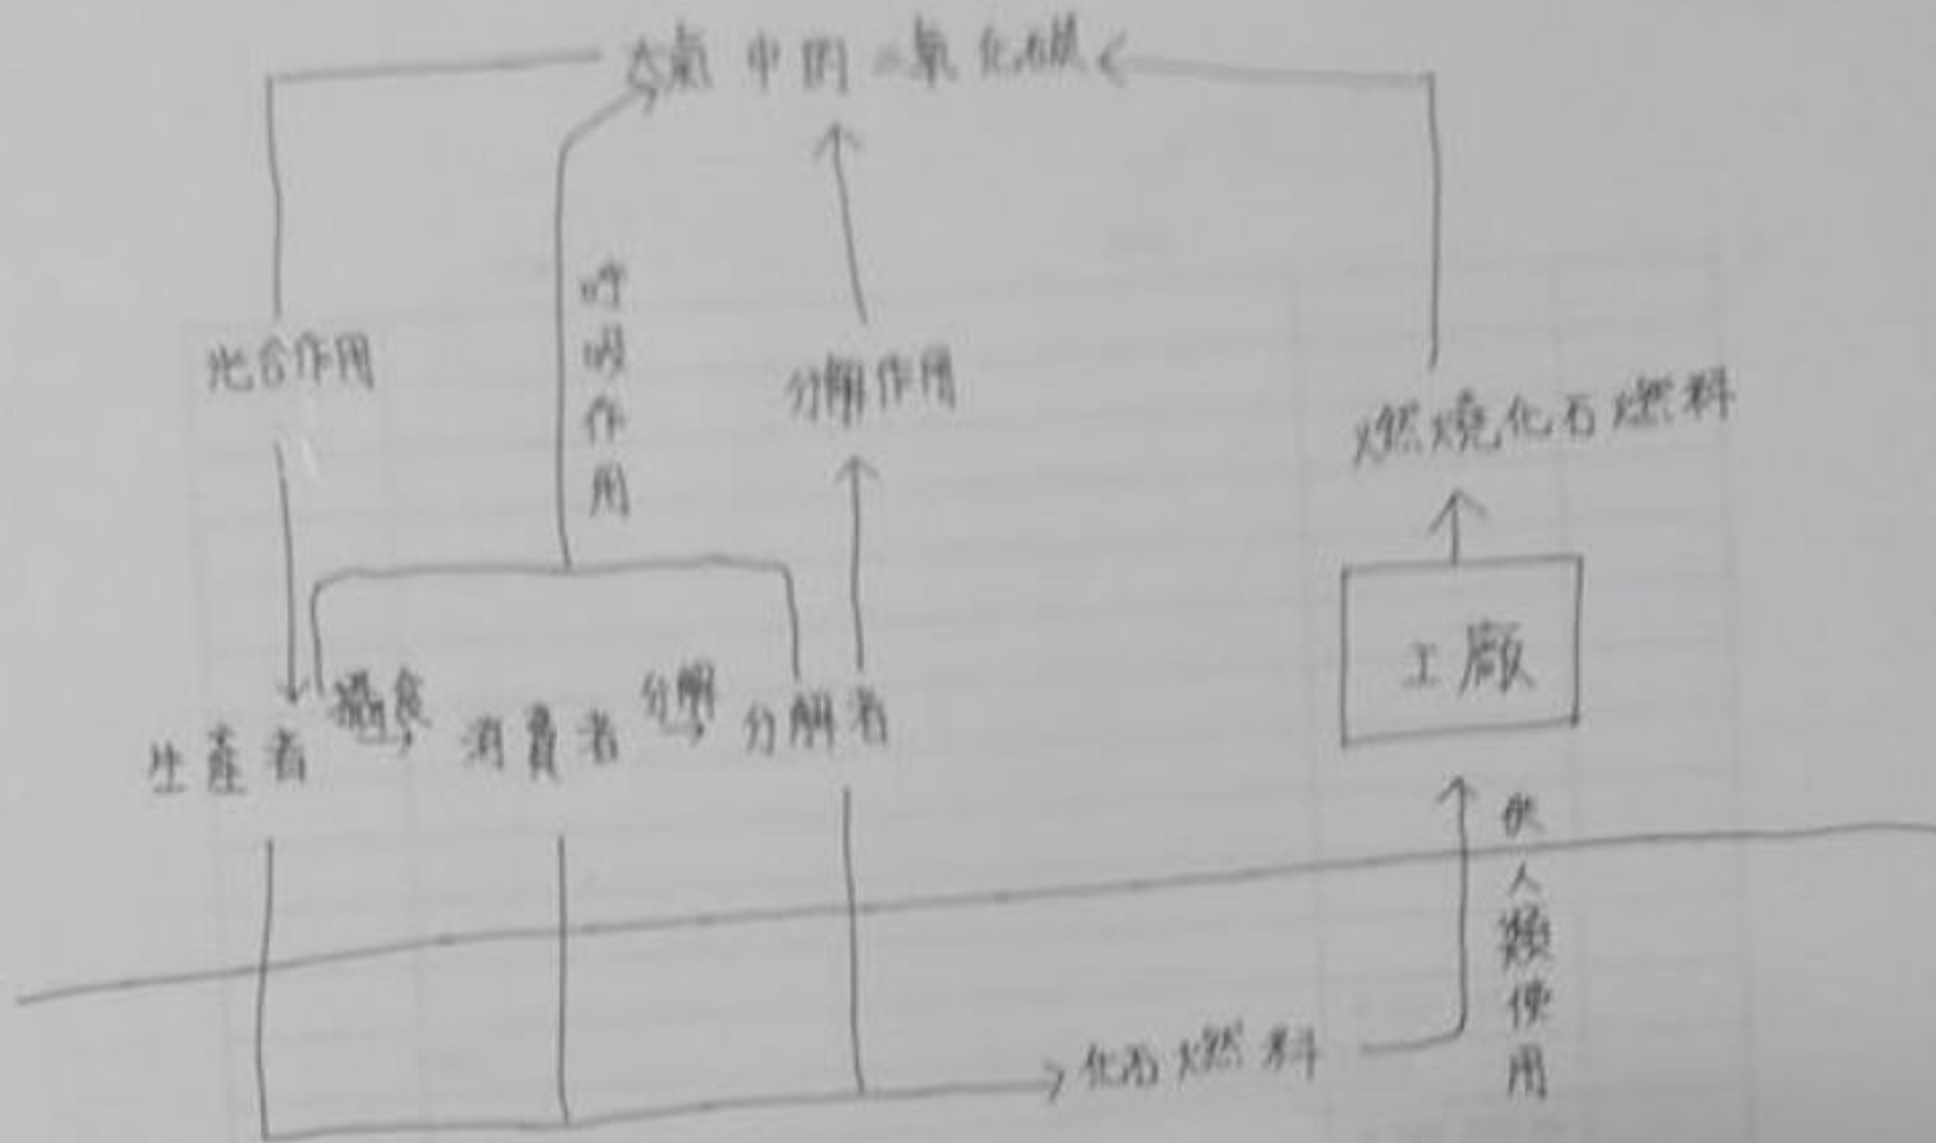 大氣中的二氧化碳
呼吸作用
光合作用
分解作用
燃燒化石燃料
工廠
攝食
分解
生產者
消費者
分解者
供人類使用
化石燃料